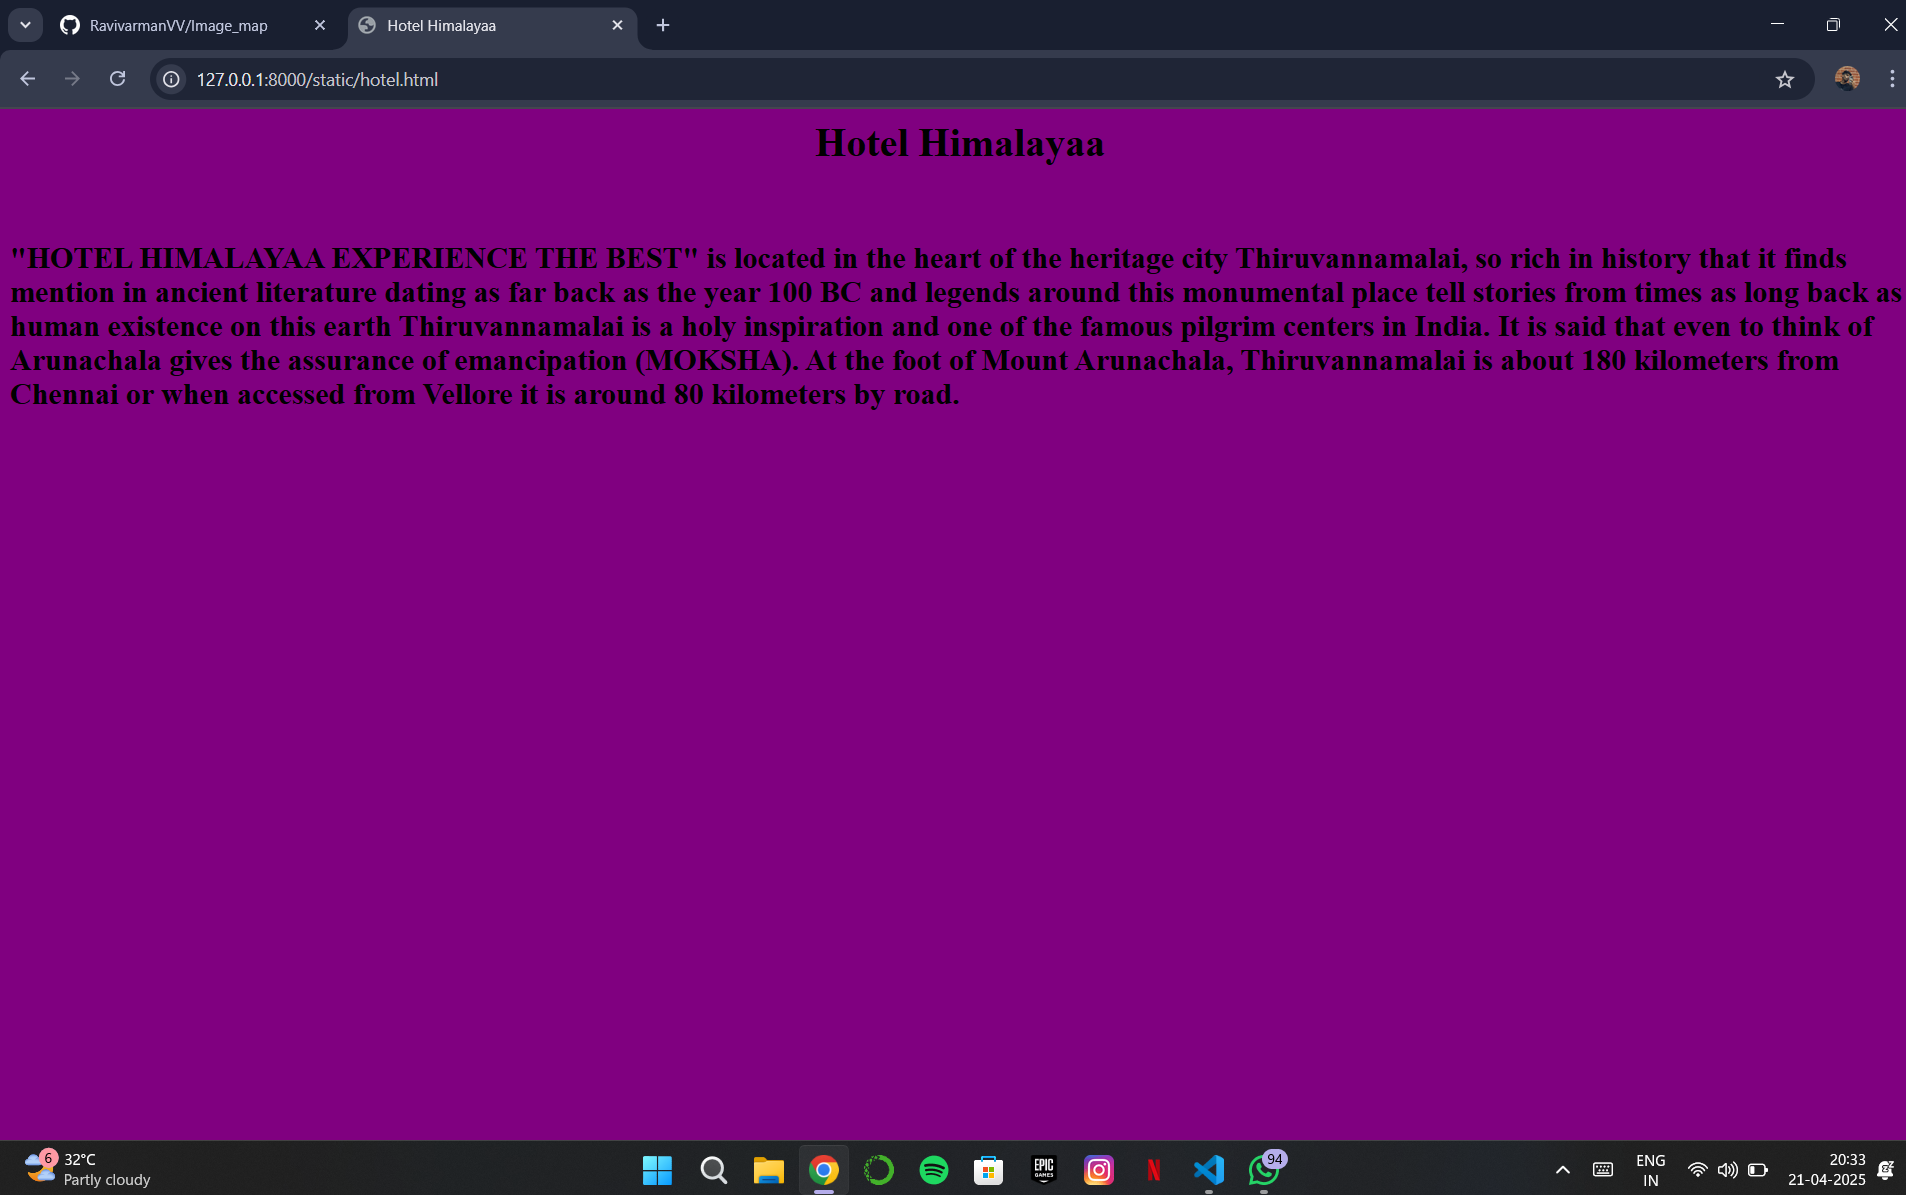 RavivarmanVV/Image_map
Hotel Himalayaa
127.0.0.1:8000/static/hotel.html
Hotel Himalayaa
"HOTEL HIMALAYAA EXPERIENCE THE BEST" is located in the heart of the heritage city Thiruvannamalai, so rich in history that it finds
mention in ancient literature dating as far back as the year 100 BC and legends around this monumental place tell stories from times as long back as
human existence on this earth Thiruvannamalai is a holy inspiration and one of the famous pilgrim centers in India. It is said that even to think of
Arunachala gives the assurance of emancipation (MOKSHA). At the foot of Mount Arunachala, Thiruvannamalai is about 180 kilometers from
Chennai or when accessed from Vellore it is around 80 kilometers by road.
6
32°C
Partly cloudy
EPIC
GAMES
N
94
ENG
IN
20:33
21-04-2025